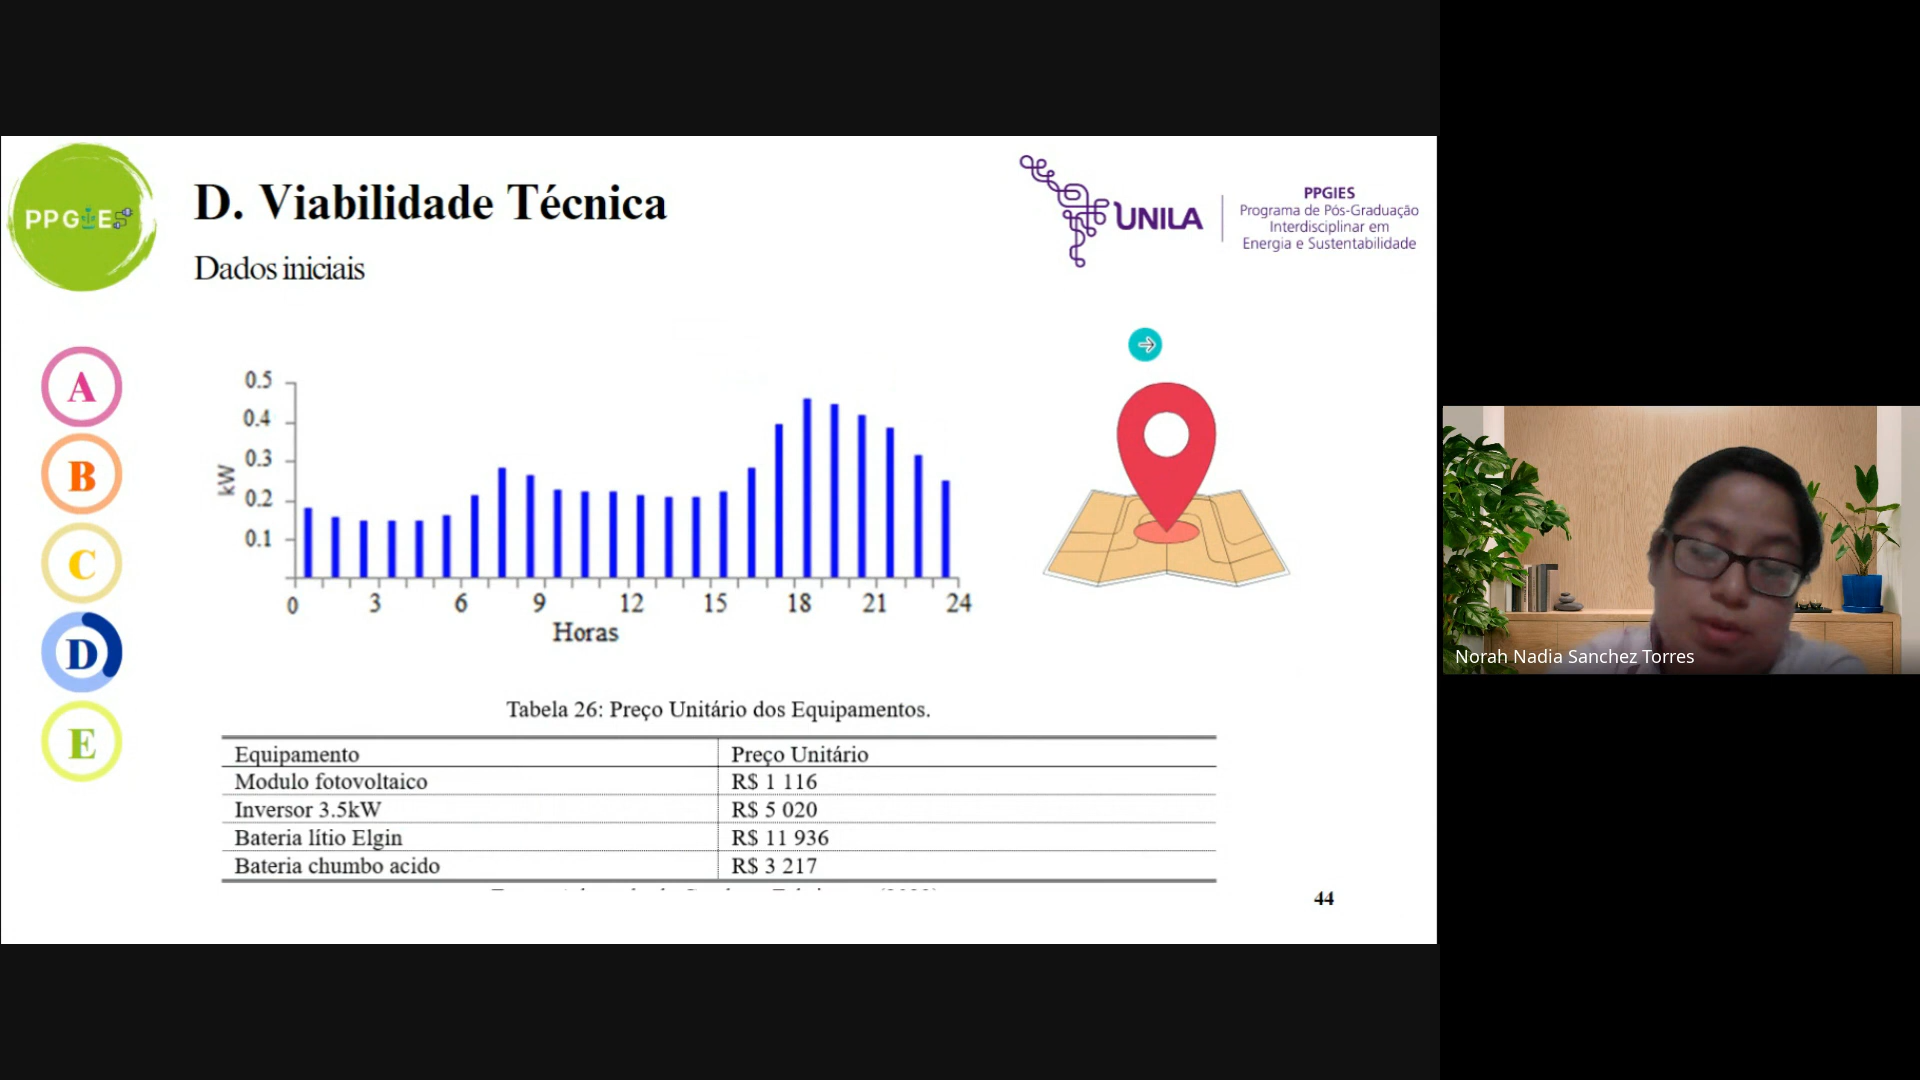 PPGIES
D. Viabilidade Técnica
Dados iniciais
UNILA
PPGIES
Programa de Pós-Graduação
Interdisciplinar em
Energia e Sustentabilidade
A
B
C
D
E
0.5
0.4
0.3
0.2
0.1
kW
0 3 6 9 12 15 18 21 24
Horas
Tabela 26: Preço Unitário dos Equipamentos.
Equipamento Preço Unitário
Modulo fotovoltaico R$ 1 116
Inversor 3.5kW R$ 5 020
Bateria lítio Elgin R$ 11 936
Bateria chumbo acido R$ 3 217
44
Norah Nadia Sanchez Torres